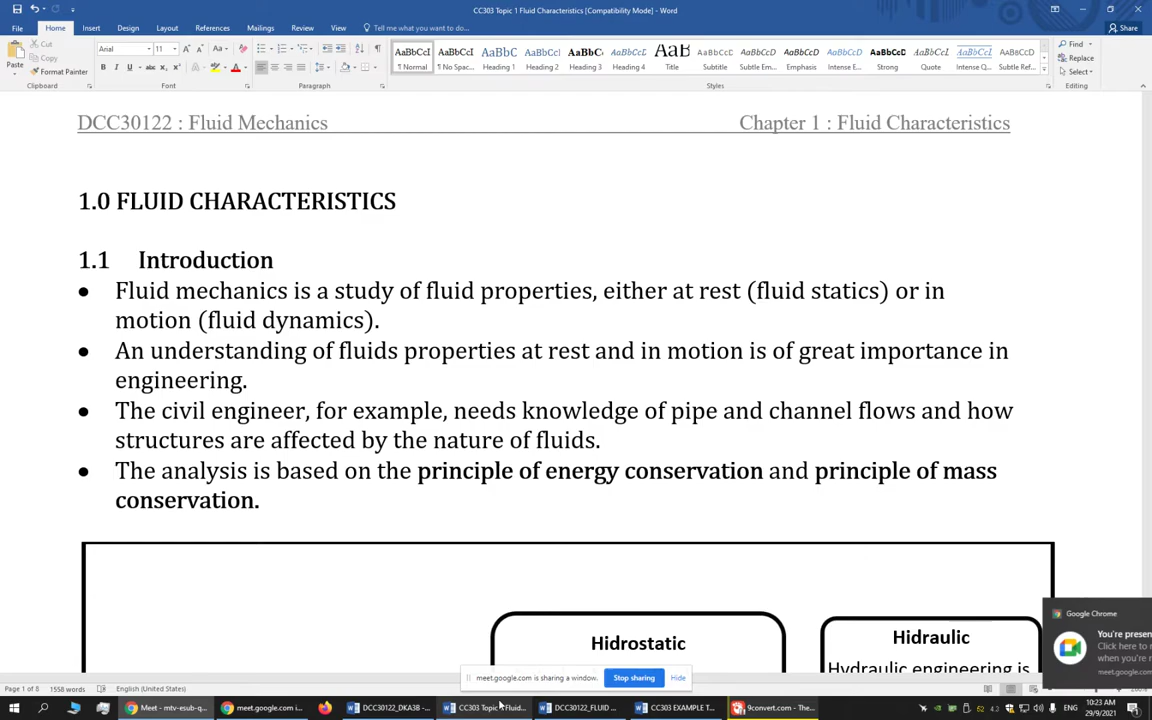 CC303 Topic 1 Fluid Characteristics [Compatibility Mode] - Word
File Home Insert Design Layout References Mailings Review View Tell me what you want to do... Share
Paste Cut Copy Format Painter
Arial 11
AaBbCcI AaBbCcI AaBbC AaBbCcI AaBbC AaBbCcI AaB AaBbCcD AaBbCcD AaBbCcD AaBbCcD AaBbCcD AaBbCcD AaBbCcD AaBbCcI AaBbCcD
¶ Normal ¶ No Spac... Heading 1 Heading 2 Heading 3 Heading 4 Title Subtitle Subtle Em... Emphasis Intense E... Strong Quote Intense Q... Subtle Ref...
Find Replace Select
Clipboard Font Paragraph Styles Editing
DCC30122 : Fluid Mechanics Chapter 1 : Fluid Characteristics
1.0 FLUID CHARACTERISTICS
1.1 Introduction
• Fluid mechanics is a study of fluid properties, either at rest (fluid statics) or in
motion (fluid dynamics).
• An understanding of fluids properties at rest and in motion is of great importance in
engineering.
• The civil engineer, for example, needs knowledge of pipe and channel flows and how
structures are affected by the nature of fluids.
• The analysis is based on the principle of energy conservation and principle of mass
conservation.
Hidrostatic
Hidraulic
Hydraulic engineering is
Google Chrome
You're presen
Click here to r
when you're r
meet.google.com
meet.google.com is sharing a window. Stop sharing Hide
Page 1 of 8 1558 words English (United States)
Meet - mtv-esub-q... meet.google.com i... DCC30122_DKA3B -... CC303 Topic 1 Fluid... DCC30122_FLUID ... CC303 EXAMPLE T... 9convert.com - The...
ENG 10:23 AM
29/9/2021